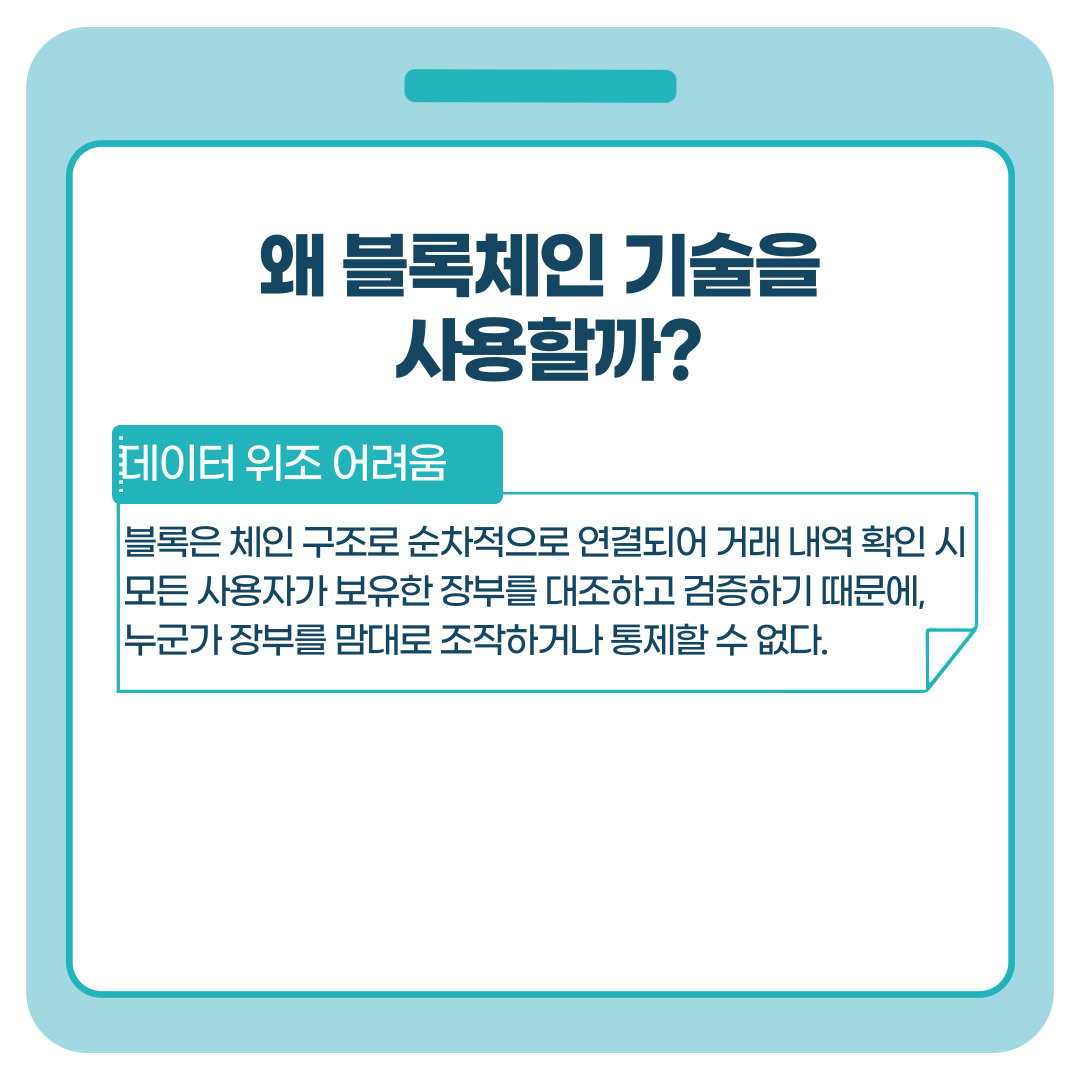 왜 블록체인 기술을
사용할까?
데이터 위조 어려움
블록은 체인 구조로 순차적으로 연결되어 거래 내역 확인 시
모든 사용자가 보유한 장부를 대조하고 검증하기 때문에,
누군가 장부를 맘대로 조작하거나 통제할 수 없다.